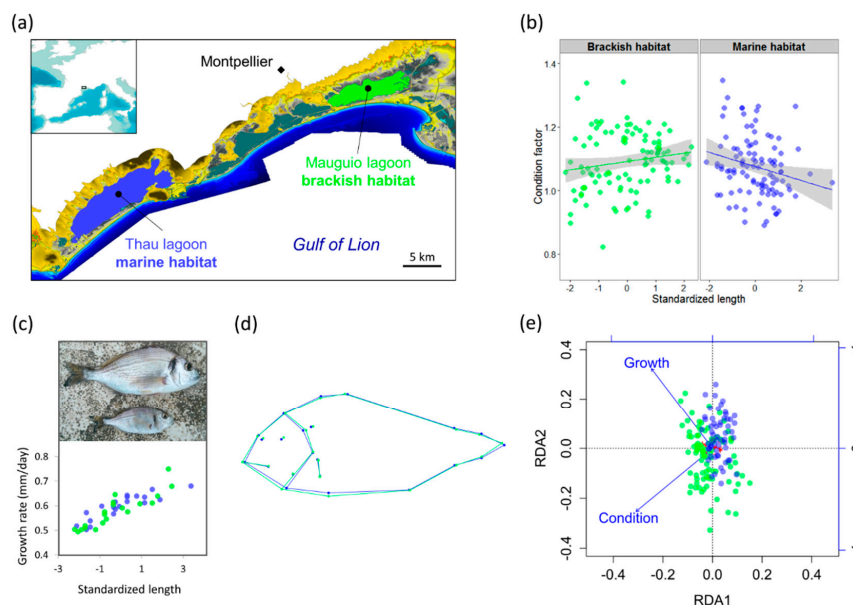 (a)
Montpellier
Mauguio lagoon
brackish habitat
Thau lagoon
marine habitat
Gulf of Lion
5 km
(b)
Brackish habitat
Marine habitat
Condition factor
1.4
1.2
1.0
0.8
-2
-1
0
1
2
-2
0
2
Standardized length
(c)
Growth rate (mm/day)
0.8
0.7
0.6
0.5
0.4
-3
-1
1
3
Standardized length
(d)
(e)
Growth
Condition
RDA2
0.4
0.2
0.0
-0.2
-0.4
-0.4
-0.2
0.0
0.2
0.4
RDA1